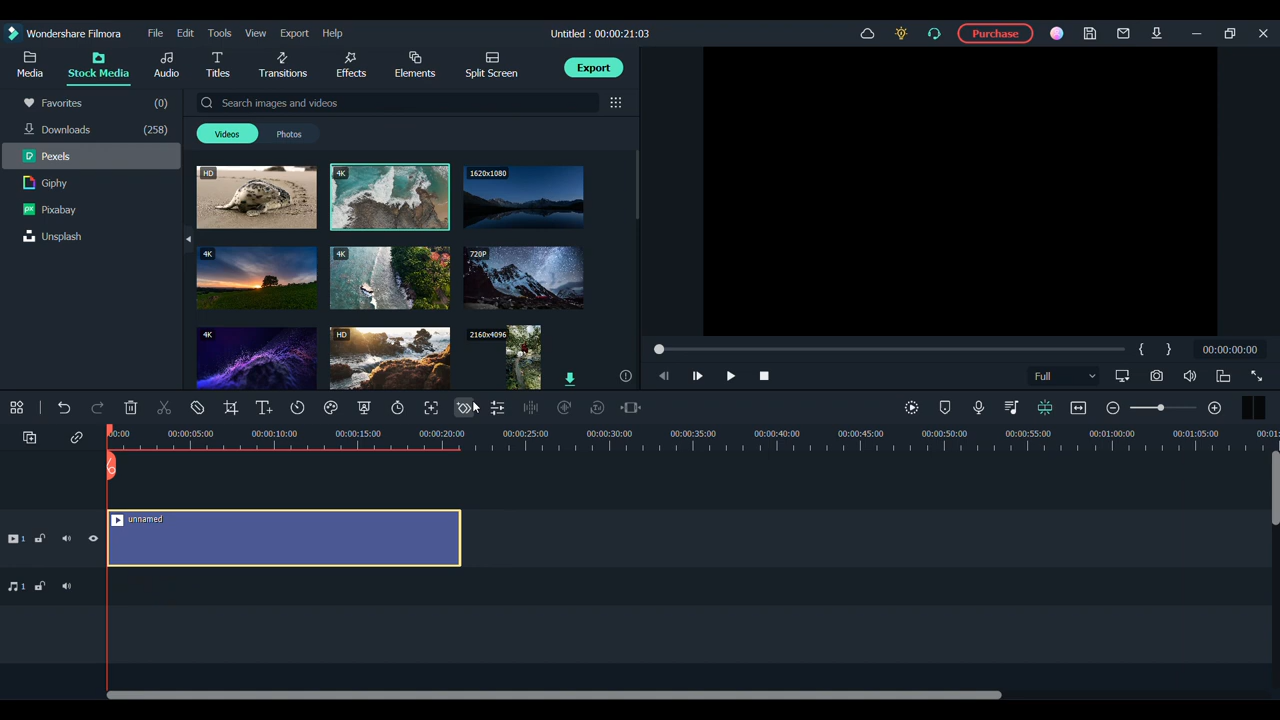 Wondershare Filmora File Edit Tools View Export Help Untitled : 00:00:21:03 Purchase
Media Stock Media Audio Titles Transitions Effects Elements Split Screen Export
Favorites (0)
Downloads (258)
Pexels
Giphy
Pixabay
Unsplash
Search images and videos
Videos Photos
HD 4K 1620x1080
4K 4K 720P
4K HD 2160x4096
{ } 00:00:00:00
Full
00:00 00:00:05:00 00:00:10:00 00:00:15:00 00:00:20:00 00:00:25:00 00:00:30:00 00:00:35:00 00:00:40:00 00:00:45:00 00:00:50:00 00:00:55:00 00:01:00:00 00:01:05:00 00:01:
unnamed
1
1